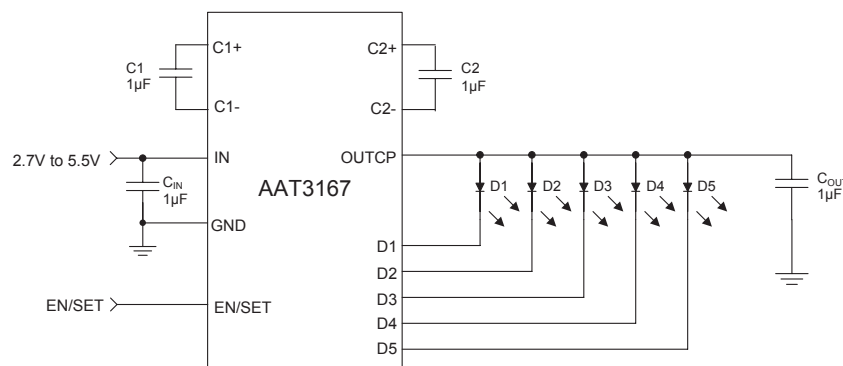 C1+
C2+
C1
1µF
C2
1µF
C1-
C2-
2.7V to 5.5V
IN
OUTCP
CIN
1µF
AAT3167
D1
D2
D3
D4
D5
COUT
1µF
GND
D1
D2
EN/SET
EN/SET
D3
D4
D5